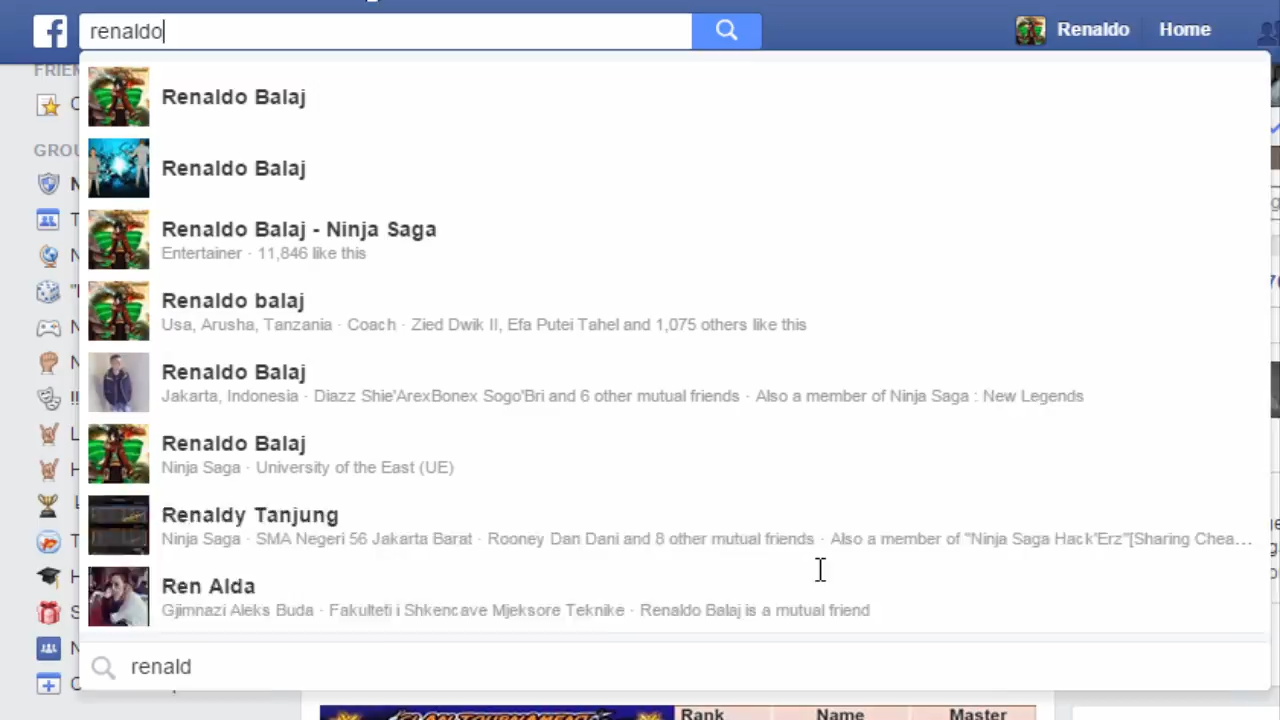 renaldo
Renaldo
Home
Renaldo Balaj
Renaldo Balaj
Renaldo Balaj - Ninja Saga
Entertainer · 11,846 like this
Renaldo balaj
Usa, Arusha, Tanzania · Coach · Zied Dwik II, Efa Putei Tahel and 1,075 others like this
Renaldo Balaj
Jakarta, Indonesia · Diazz Shie'ArexBonex Sogo'Bri and 6 other mutual friends · Also a member of Ninja Saga : New Legends
Renaldo Balaj
Ninja Saga · University of the East (UE)
Renaldy Tanjung
Ninja Saga · SMA Negeri 56 Jakarta Barat · Rooney Dan Dani and 8 other mutual friends · Also a member of "Ninja Saga Hack'Erz"[Sharing Chea...
Ren Alda
Gjimnazi Aleks Buda · Fakulteti i Shkencave Mjeksore Teknike · Renaldo Balaj is a mutual friend
renald
CLAN TOURNAMENT
Rank
Name
Master